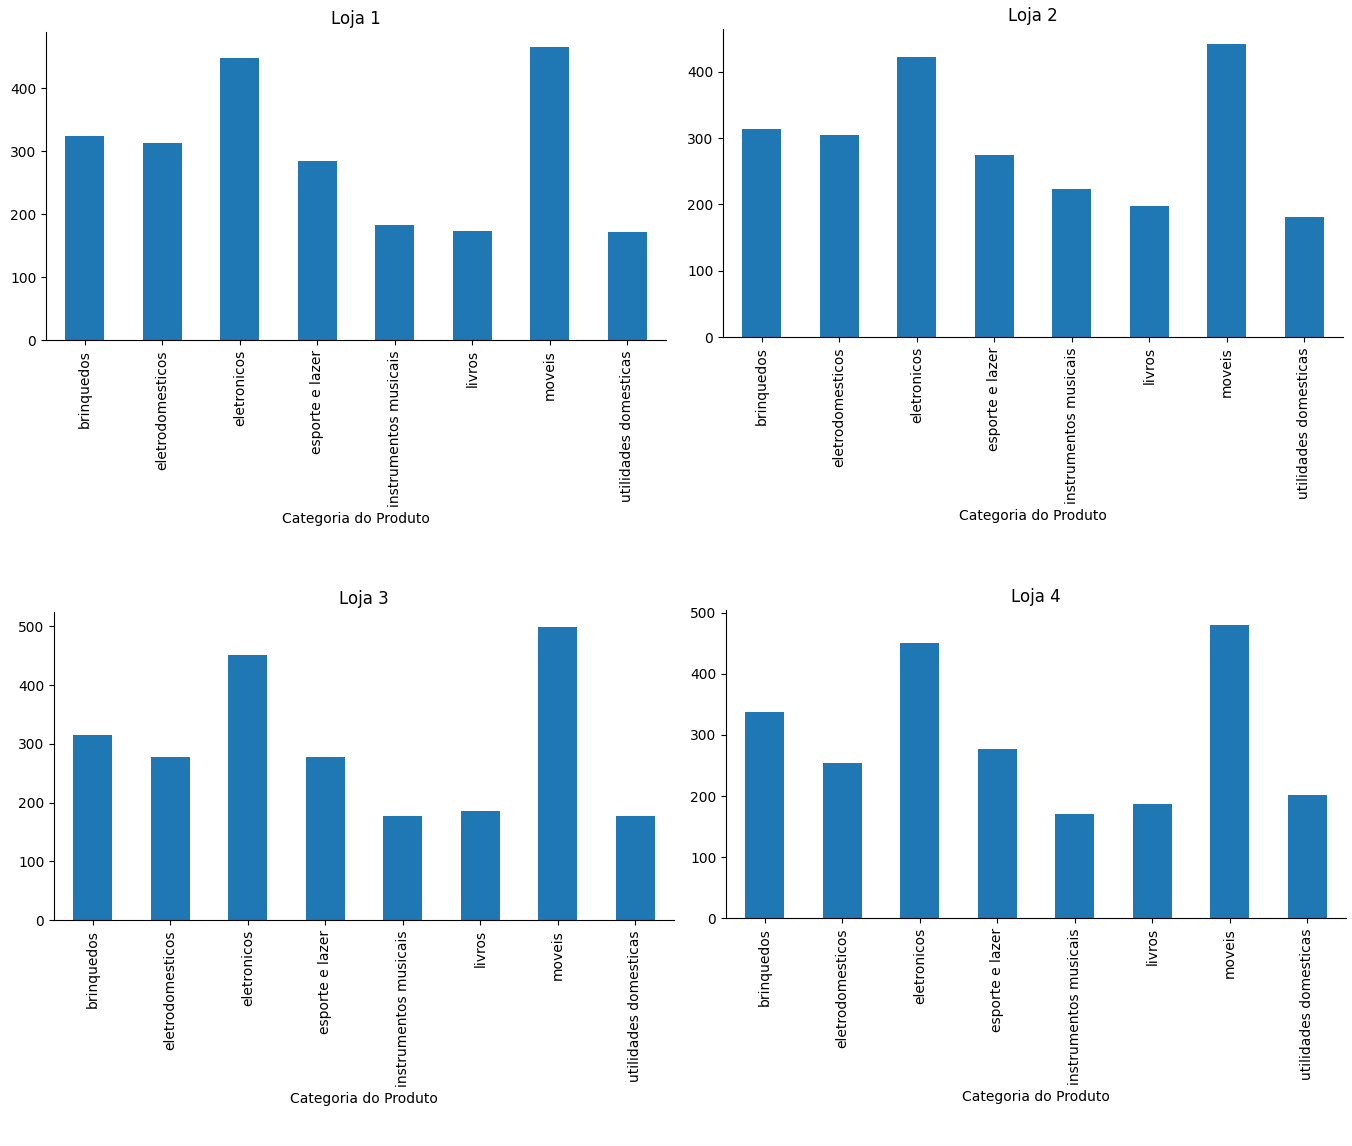 Loja 1
400
300
200
100
0
brinquedos
eletrodomesticos
eletronicos
esporte e lazer
instrumentos musicais
livros
moveis
utilidades domesticas
Categoria do Produto
Loja 2
400
300
200
100
0
brinquedos
eletrodomesticos
eletronicos
esporte e lazer
instrumentos musicais
livros
moveis
utilidades domesticas
Categoria do Produto
Loja 3
500
400
300
200
100
0
brinquedos
eletrodomesticos
eletronicos
esporte e lazer
instrumentos musicais
livros
moveis
utilidades domesticas
Categoria do Produto
Loja 4
500
400
300
200
100
0
brinquedos
eletrodomesticos
eletronicos
esporte e lazer
instrumentos musicais
livros
moveis
utilidades domesticas
Categoria do Produto